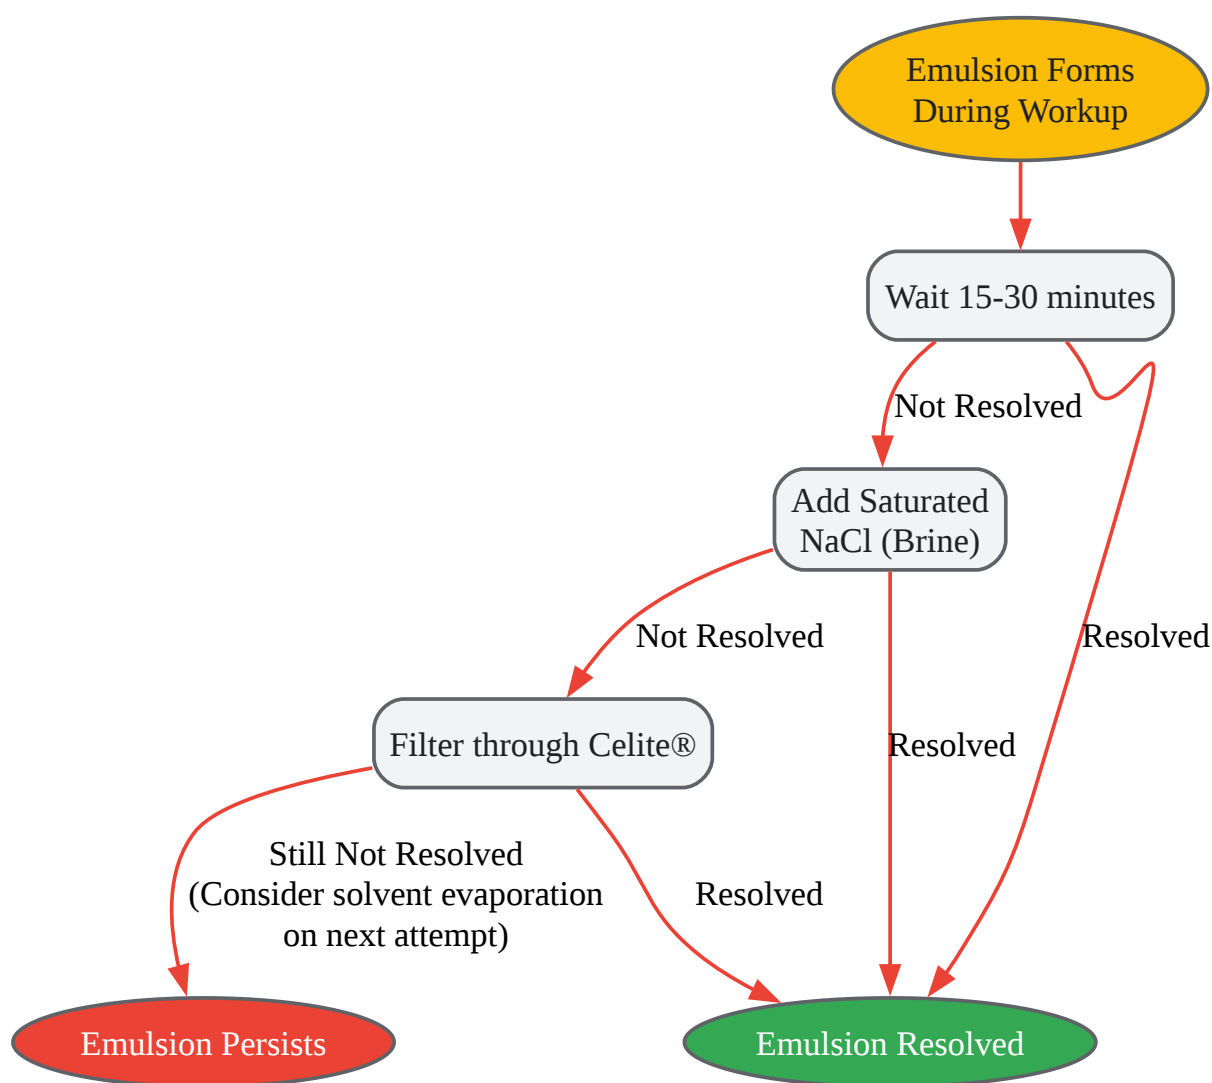 Emulsion Forms
During Workup
Wait 15-30 minutes
Not Resolved
Add Saturated
NaCl (Brine)
Not Resolved
Resolved
Filter through Celite®
Resolved
Still Not Resolved
(Consider solvent evaporation
on next attempt)
Resolved
Emulsion Persists
Emulsion Resolved